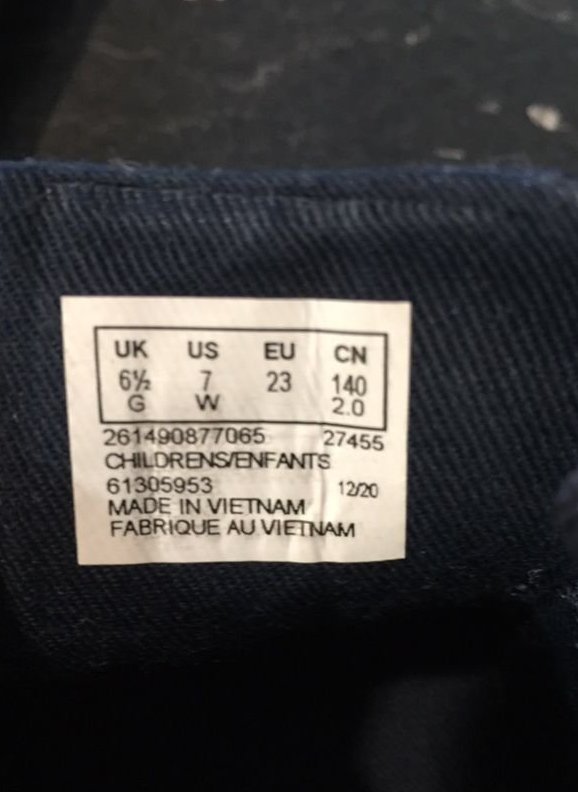 UK US EU CN
6½ 7 23 140
G W 2.0
261490877065 27455
CHILDRENS/ENFANTS
61305953 12/20
MADE IN VIETNAM
FABRIQUE AU VIETNAM